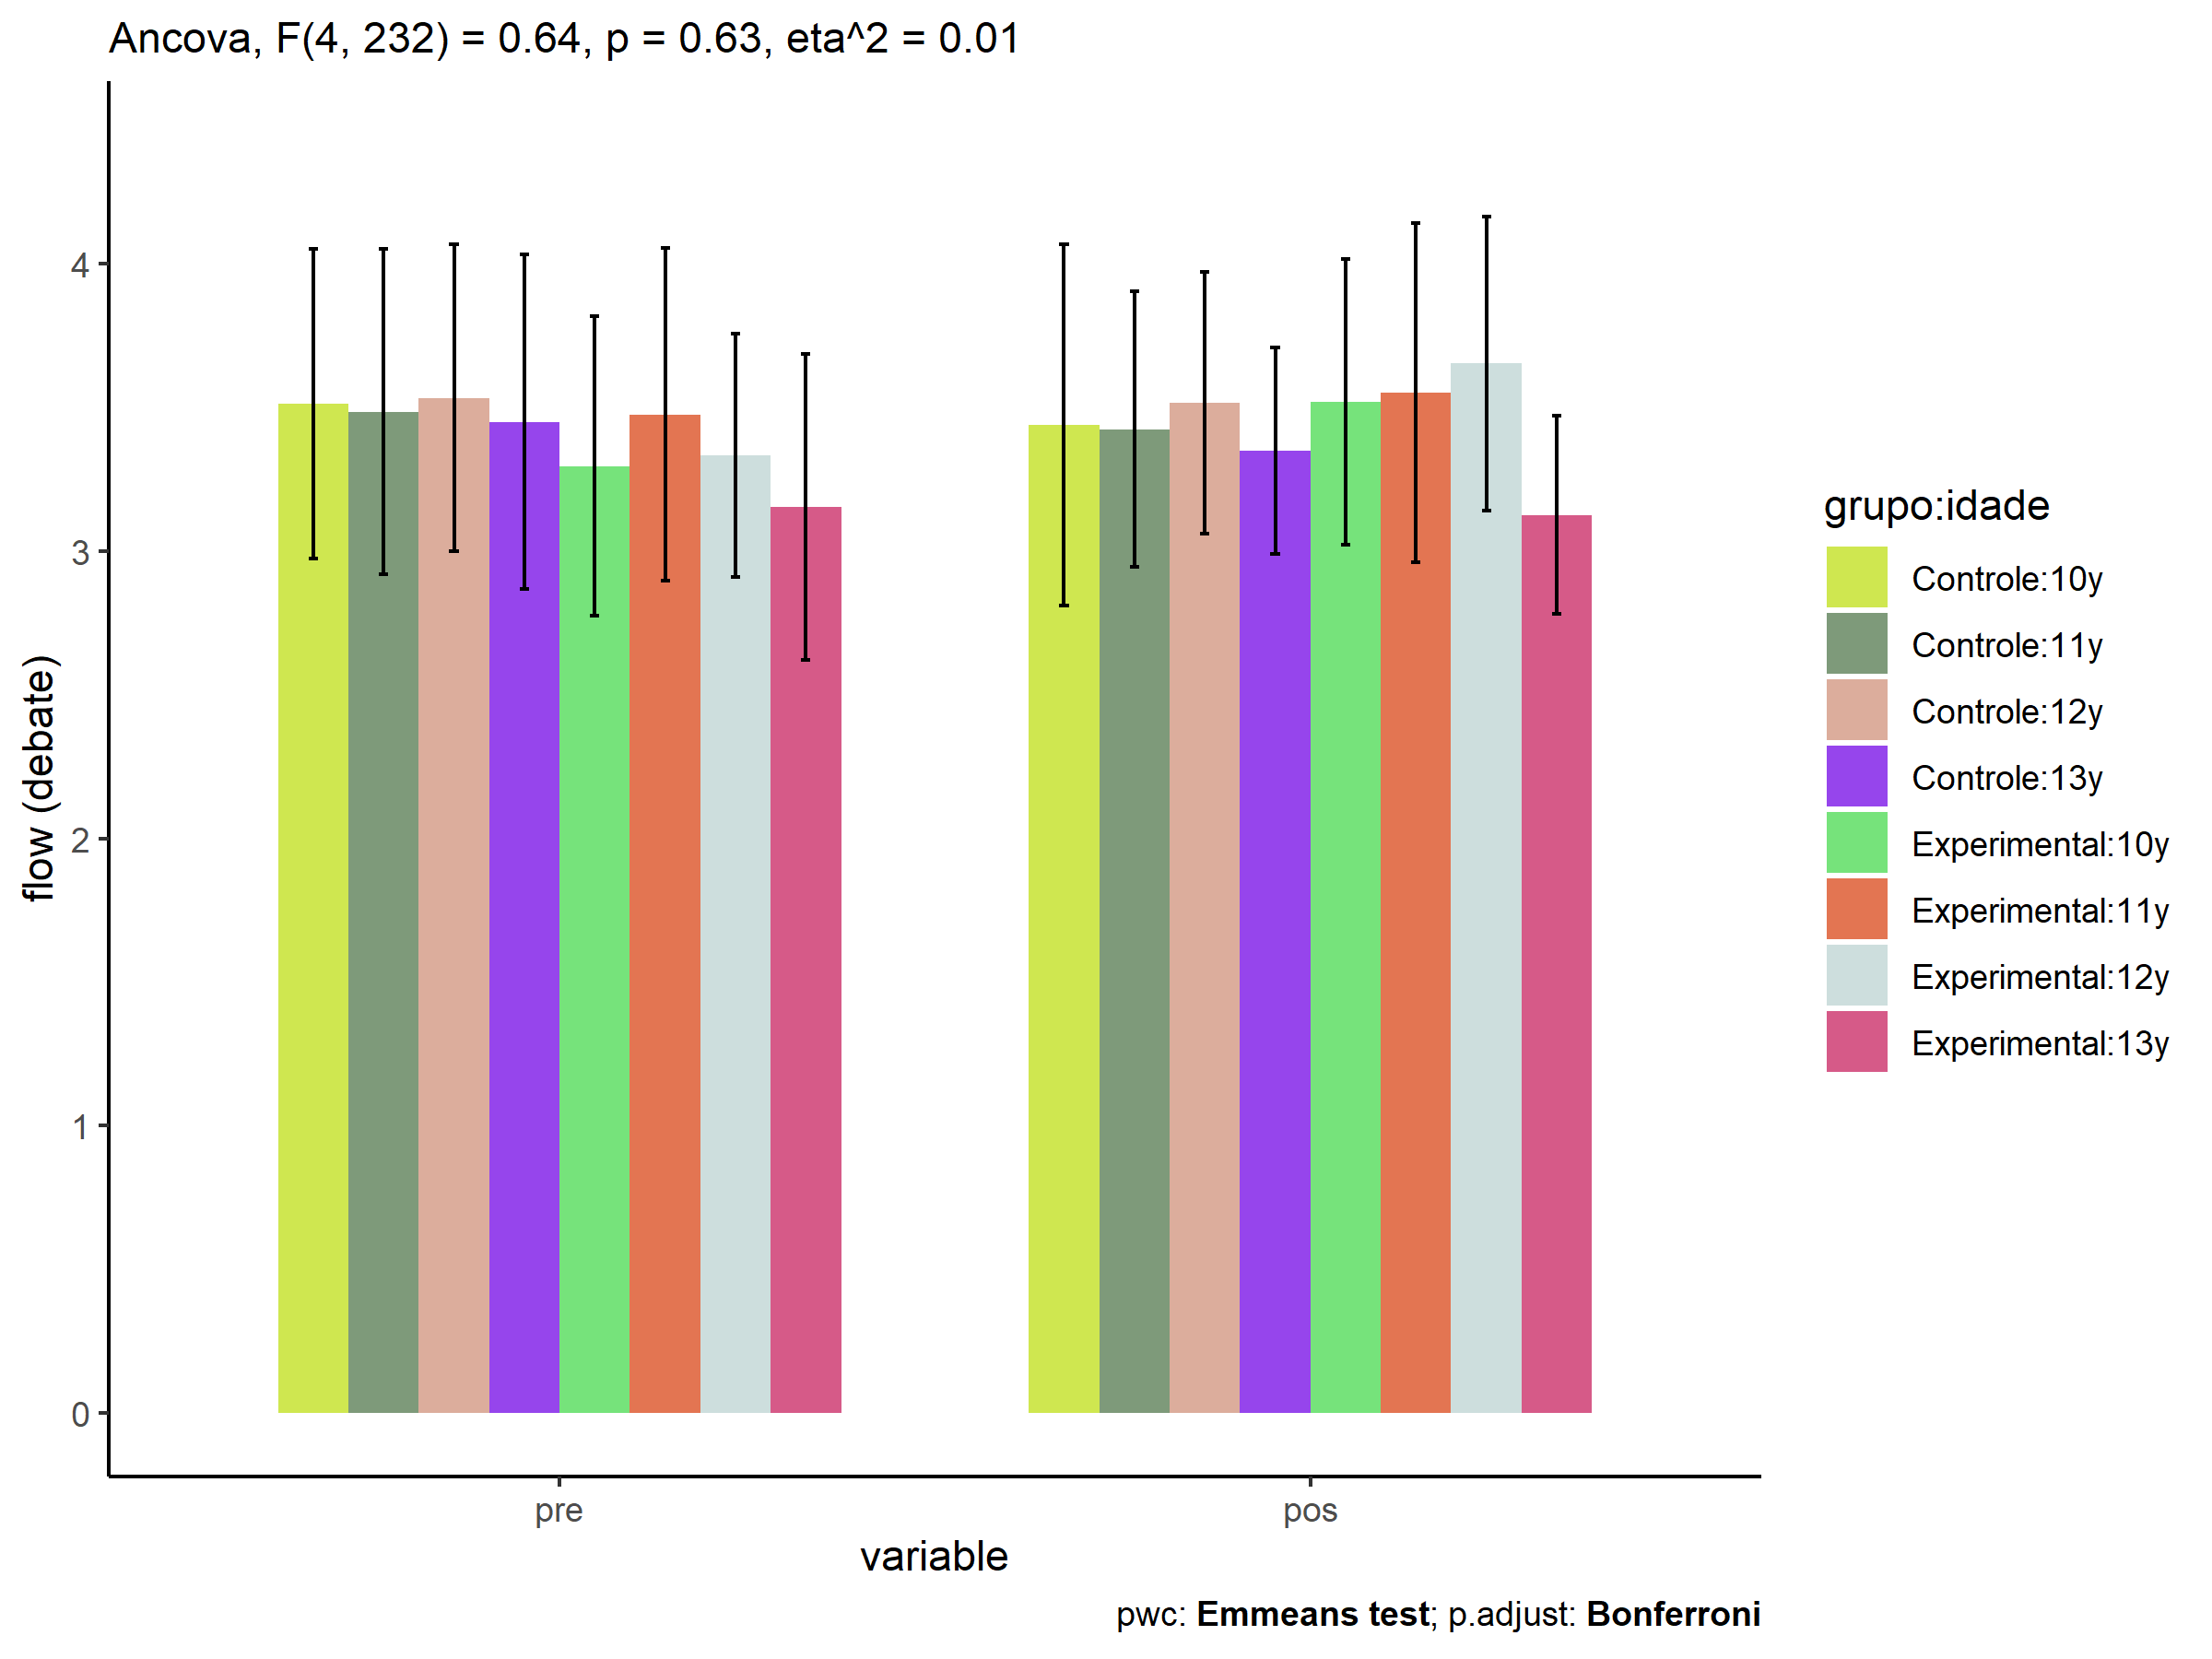 Ancova, F(4, 232) = 0.64, p = 0.63, eta^2 = 0.01
flow (debate)
4
3
2
1
0
pre
pos
variable
grupo:idade
Controle:10y
Controle:11y
Controle:12y
Controle:13y
Experimental:10y
Experimental:11y
Experimental:12y
Experimental:13y
pwc: Emmeans test; p.adjust: Bonferroni